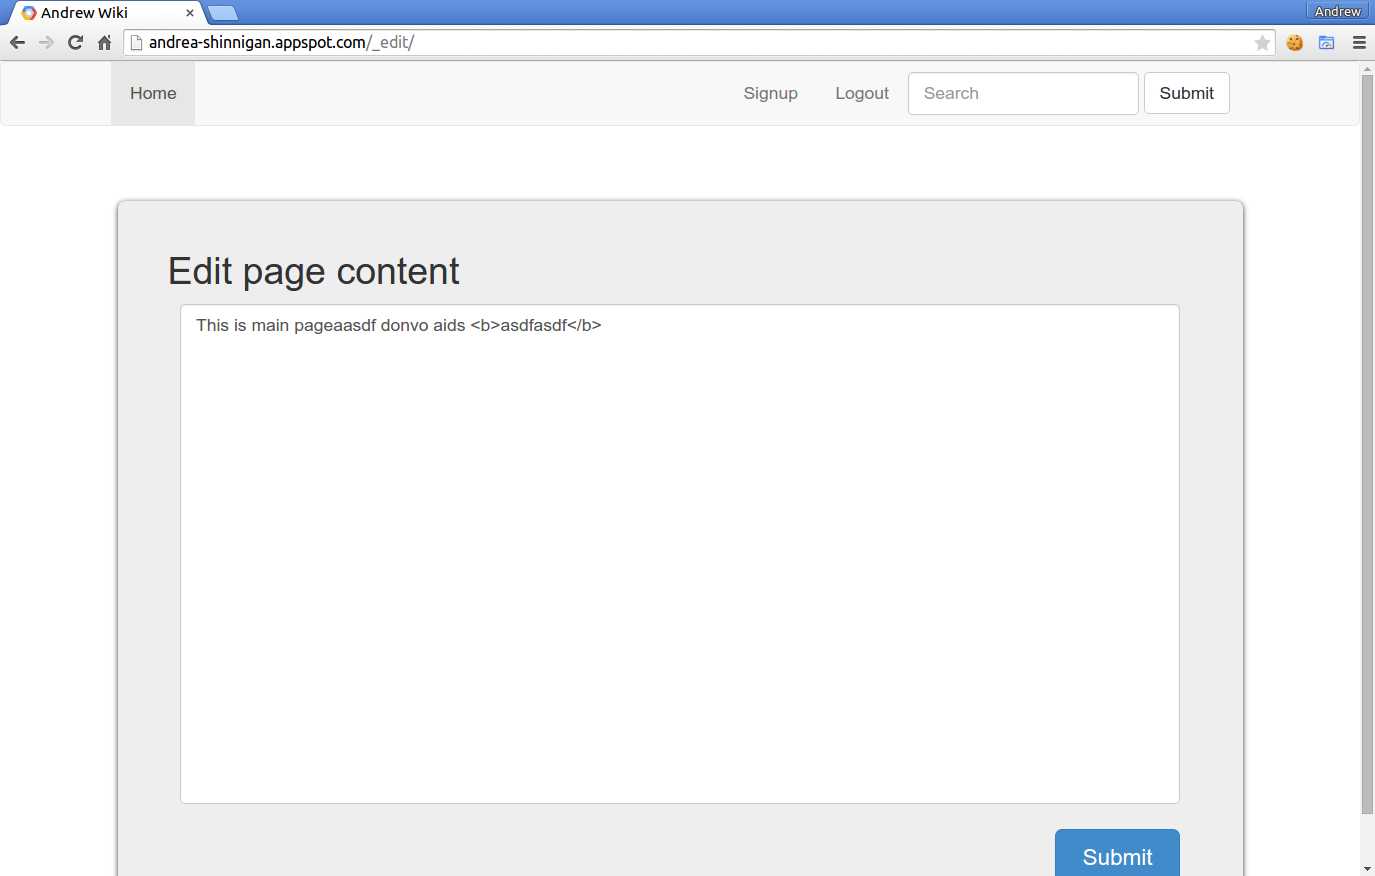 Andrew Wiki
Andrew
andrea-shinnigan.appspot.com/_edit/
Home
Signup
Logout
Search
Submit
Edit page content
This is main pageaasdf donvo aids <b>asdfasdf</b>
Submit